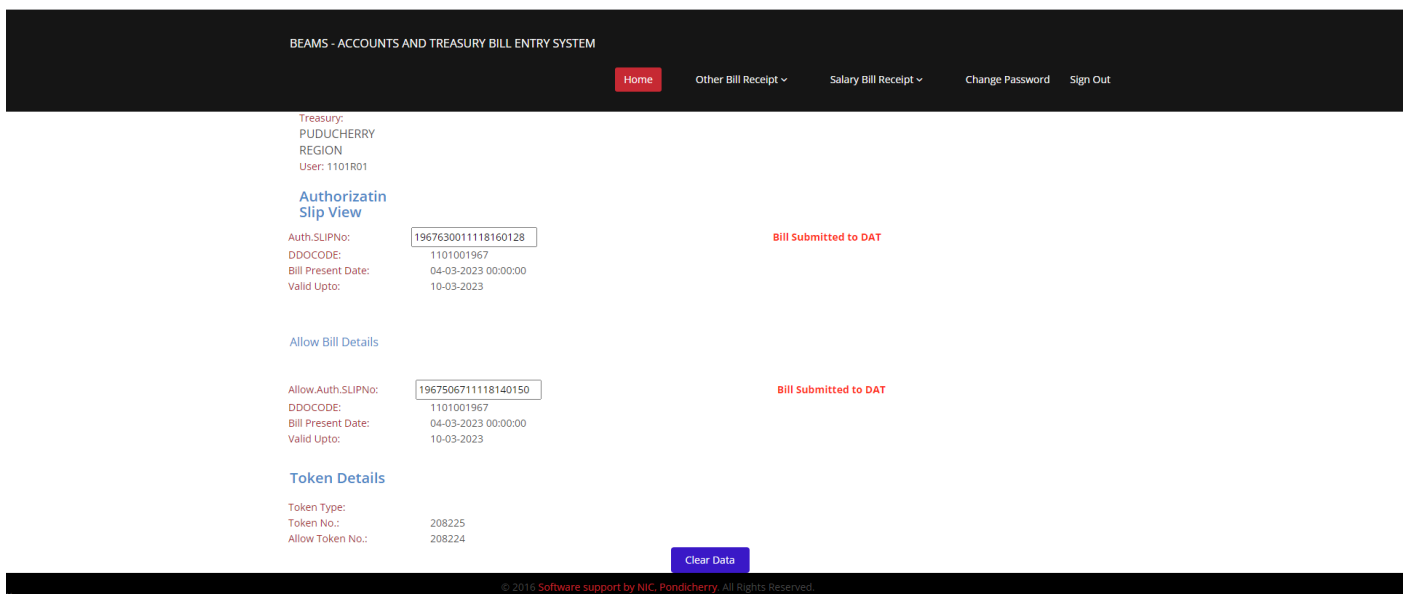 BEAMS - ACCOUNTS AND TREASURY BILL ENTRY SYSTEM
Home Other Bill Receipt Salary Bill Receipt Change Password Sign Out
Treasury:
PUDUCHERRY
REGION
User: 1101R01
Authorizatin
Slip View
Auth.SLIPNo: 1967630011118160128 Bill Submitted to DAT
DDOCODE: 1101001967
Bill Present Date: 04-03-2023 00:00:00
Valid Upto: 10-03-2023
Allow Bill Details
Allow.Auth.SLIPNo: 1967506711118140150 Bill Submitted to DAT
DDOCODE: 1101001967
Bill Present Date: 04-03-2023 00:00:00
Valid Upto: 10-03-2023
Token Details
Token Type:
Token No.: 208225
Allow Token No.: 208224
Clear Data
© 2016 Software support by NIC, Pondicherry. All Rights Reserved.